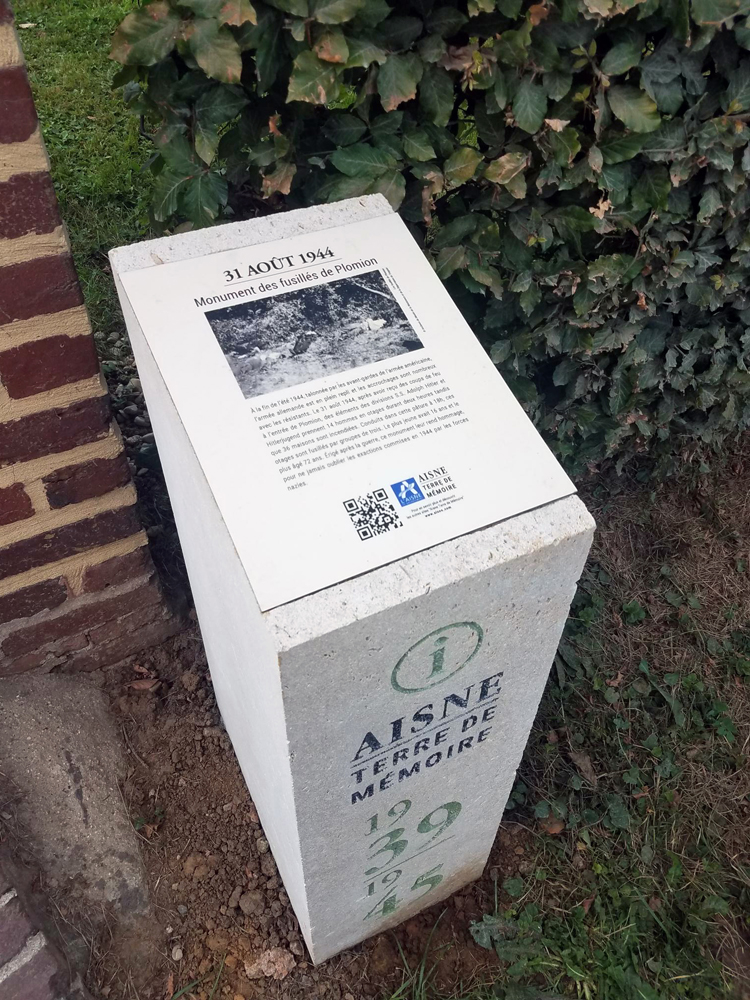 31 AOÛT 1944
Monument des fusillés de Plomion
À la fin de l'été 1944, talonnée par les avant-gardes de l'armée américaine,
l'armée allemande est en plein repli et les accrochages sont nombreux
avec les résistants. Le 31 août 1944, après avoir reçu des coups de feu
à l'entrée de Plomion, des éléments des divisions S.S. Adolph Hitler et
Hitlerjugend prennent 14 hommes en otages durant deux heures tandis
que 36 maisons sont incendiées. Conduits dans cette pâture à 18h, ces
otages sont fusillés par groupes de trois. Le plus jeune avait 16 ans et le
plus âgé 72 ans. Érigé après la guerre, ce monument leur rend hommage,
pour ne jamais oublier les exactions commises en 1944 par les forces
nazies.
AISNE
TERRE DE
MÉMOIRE
www.aisne.com
i
AISNE
TERRE DE
MÉMOIRE
19
39
19
45